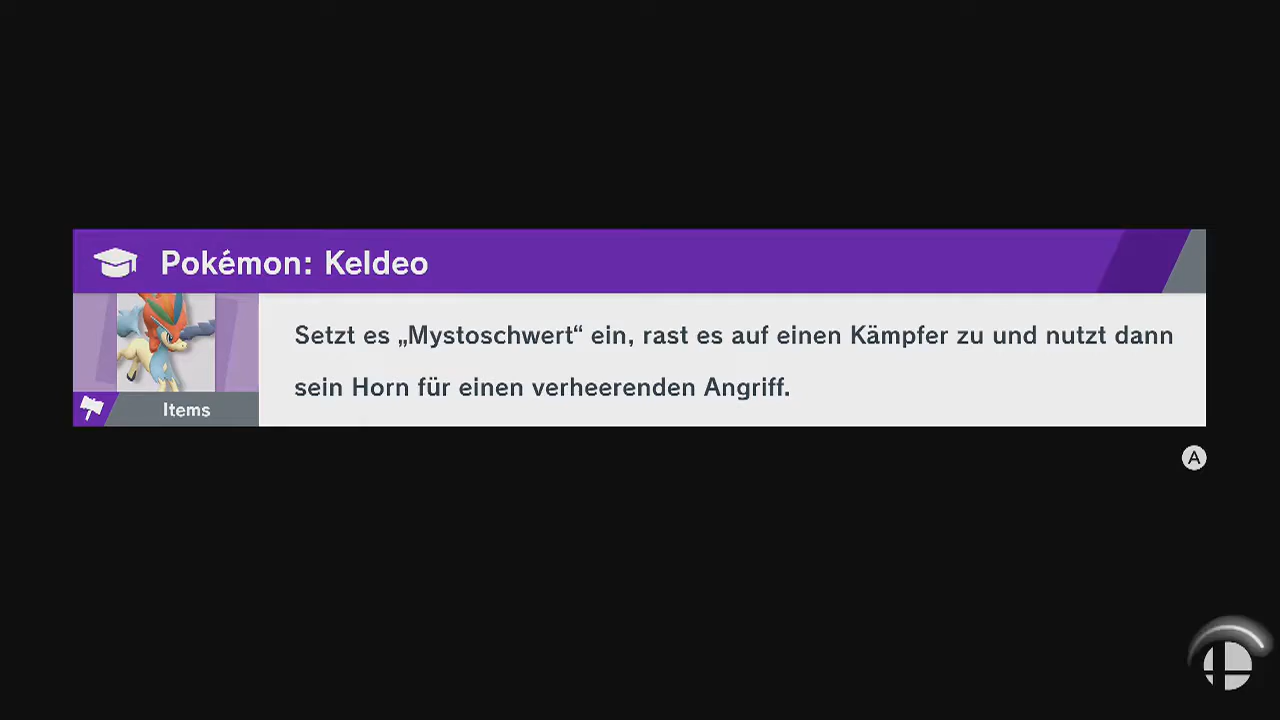 Pokémon: Keldeo
Setzt es „Mystoschwert“ ein, rast es auf einen Kämpfer zu und nutzt dann
sein Horn für einen verheerenden Angriff.
Items
A